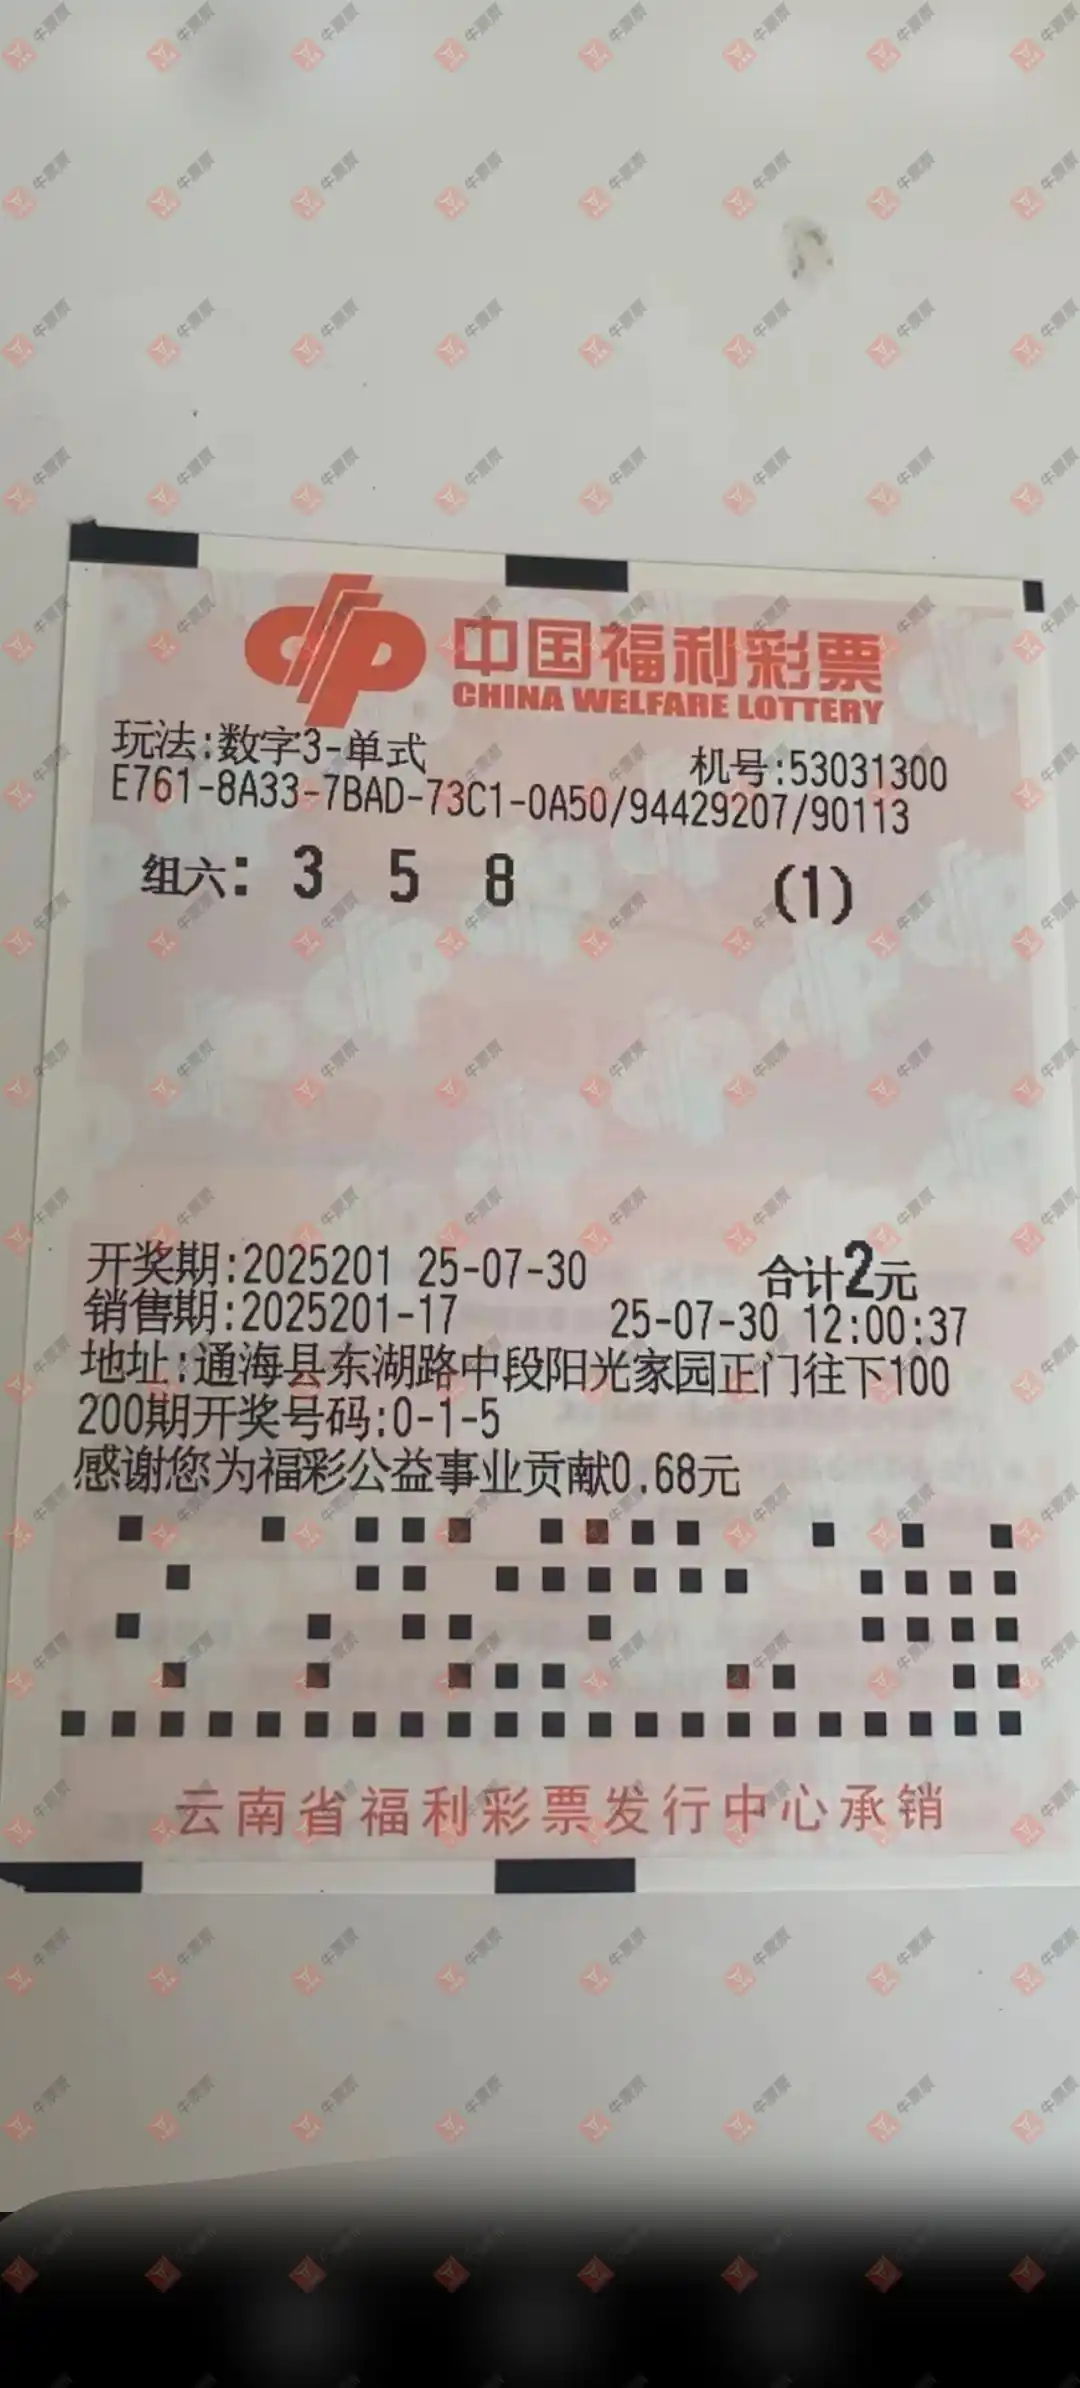 中国福利彩票
CHINA WELFARE LOTTERY
玩法:数字3-单式 机号:53031300
E761-8A33-7BAD-73C1-0A50/94429207/90113
组六: 3 5 8 (1)
开奖期:2025201 25-07-30 合计2元
销售期:2025201-17 25-07-30 12:00:37
地址:通海县东湖路中段阳光家园正门往下100
200期开奖号码:0-1-5
感谢您为福彩公益事业贡献0.68元
云南省福利彩票发行中心承销